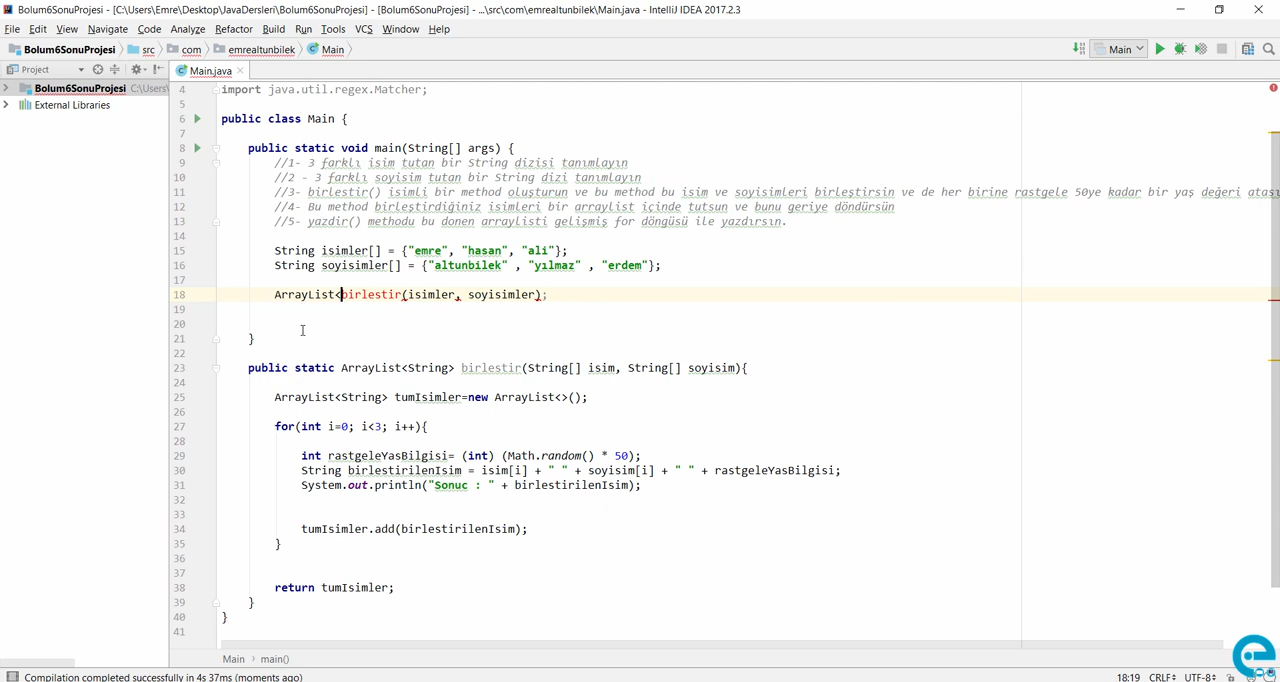 Bolum6SonuProjesi - [C:\Users\Emre\Desktop\JavaDersleri\Bolum6SonuProjesi] - [Bolum6SonuProjesi] - ...\src\com\emrealtunbilek\Main.java - IntelliJ IDEA 2017.2.3
File Edit View Navigate Code Analyze Refactor Build Run Tools VCS Window Help
Bolum6SonuProjesi src com emrealtunbilek Main Main
Project Main.java
Bolum6SonuProjesi C:\Users\
External Libraries
4 import java.util.regex.Matcher;
5
6 public class Main {
7
8 public static void main(String[] args) {
9 //1- 3 farklı isim tutan bir String dizisi tanımlayın
10 //2 - 3 farklı soyisim tutan bir String dizi tanımlayın
11 //3- birlestir() isimli bir method oluşturun ve bu method bu isim ve soyisimleri birleştirsin ve de her birine rastgele 50ye kadar bir yaş değeri atası
12 //4- Bu method birleştirdiğiniz isimleri bir arraylist içinde tutsun ve bunu geriye döndürsün
13 //5- yazdir() methodu bu donen arraylisti gelişmiş for döngüsü ile yazdırsın.
14
15 String isimler[] = {"emre", "hasan", "ali"};
16 String soyisimler[] = {"altunbilek" , "yılmaz" , "erdem"};
17
18 ArrayList<birlestir(isimler, soyisimler);
19
20
21 }
22
23 public static ArrayList<String> birlestir(String[] isim, String[] soyisim){
24
25 ArrayList<String> tumIsimler=new ArrayList<>();
26
27 for(int i=0; i<3; i++){
28
29 int rastgeleYasBilgisi= (int) (Math.random() * 50);
30 String birlestirilenIsim = isim[i] + " " + soyisim[i] + " " + rastgeleYasBilgisi;
31 System.out.println("Sonuc : " + birlestirilenIsim);
32
33
34 tumIsimler.add(birlestirilenIsim);
35 }
36
37
38 return tumIsimler;
39 }
40 }
41
Main › main()
Compilation completed successfully in 4s 37ms (moments ago) 18:19 CRLF UTF-8